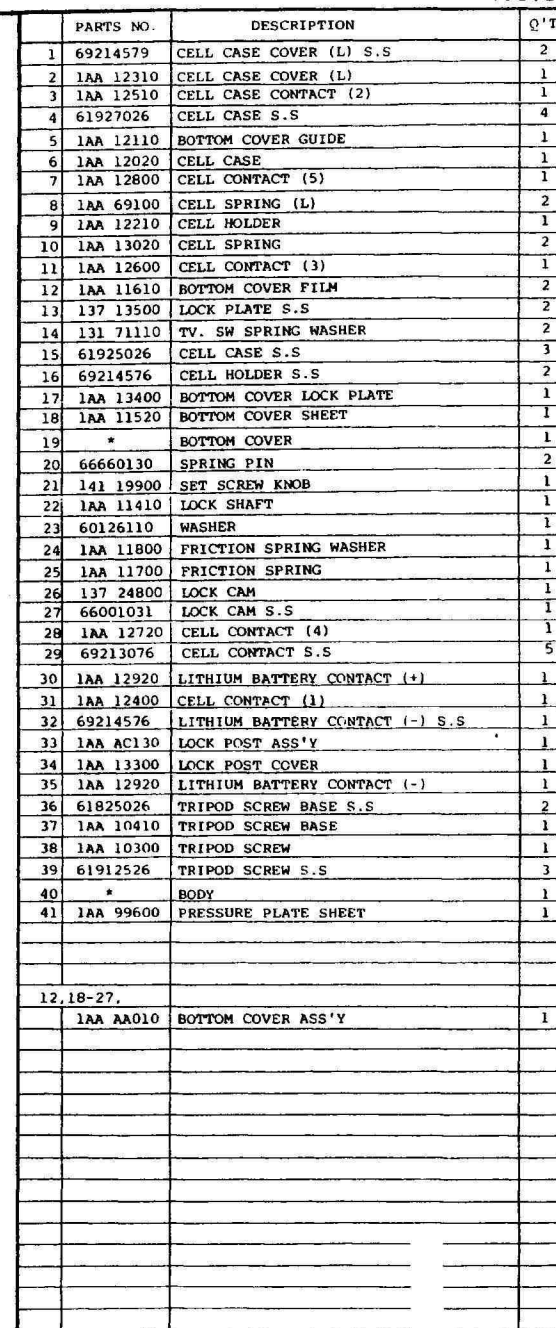 PARTS NO. DESCRIPTION Q'T
1 69214579 CELL CASE COVER (L) S.S 2
2 1AA 12310 CELL CASE COVER (L) 1
3 1AA 12510 CELL CASE CONTACT (2) 1
4 61927026 CELL CASE S.S 4
5 1AA 12110 BOTTOM COVER GUIDE 1
6 1AA 12020 CELL CASE 1
7 1AA 12800 CELL CONTACT (5) 1
8 1AA 69100 CELL SPRING (L) 2
9 1AA 12210 CELL HOLDER 1
10 1AA 13020 CELL SPRING 2
11 1AA 12600 CELL CONTACT (3) 1
12 1AA 11610 BOTTOM COVER FILM 2
13 137 13500 LOCK PLATE S.S 2
14 131 71110 TV. SW SPRING WASHER 2
15 61925026 CELL CASE S.S 3
16 69214576 CELL HOLDER S.S 2
17 1AA 13400 BOTTOM COVER LOCK PLATE 1
18 1AA 11520 BOTTOM COVER SHEET 1
19 * BOTTOM COVER 1
20 66660130 SPRING PIN 2
21 141 19900 SET SCREW KNOB 1
22 1AA 11410 LOCK SHAFT 1
23 60126110 WASHER 1
24 1AA 11800 FRICTION SPRING WASHER 1
25 1AA 11700 FRICTION SPRING 1
26 137 24800 LOCK CAM 1
27 66001031 LOCK CAM S.S 1
28 1AA 12720 CELL CONTACT (4) 1
29 69213076 CELL CONTACT S.S 5
30 1AA 12920 LITHIUM BATTERY CONTACT (+) 1
31 1AA 12400 CELL CONTACT (1) 1
32 69214576 LITHIUM BATTERY CONTACT (-) S.S 1
33 1AA AC130 LOCK POST ASS'Y 1
34 1AA 13300 LOCK POST COVER 1
35 1AA 12920 LITHIUM BATTERY CONTACT (-) 1
36 61825026 TRIPOD SCREW BASE S.S 2
37 1AA 10410 TRIPOD SCREW BASE 1
38 1AA 10300 TRIPOD SCREW 1
39 61912526 TRIPOD SCREW S.S 3
40 * BODY 1
41 1AA 99600 PRESSURE PLATE SHEET 1
12,18-27,
1AA AA010 BOTTOM COVER ASS'Y 1